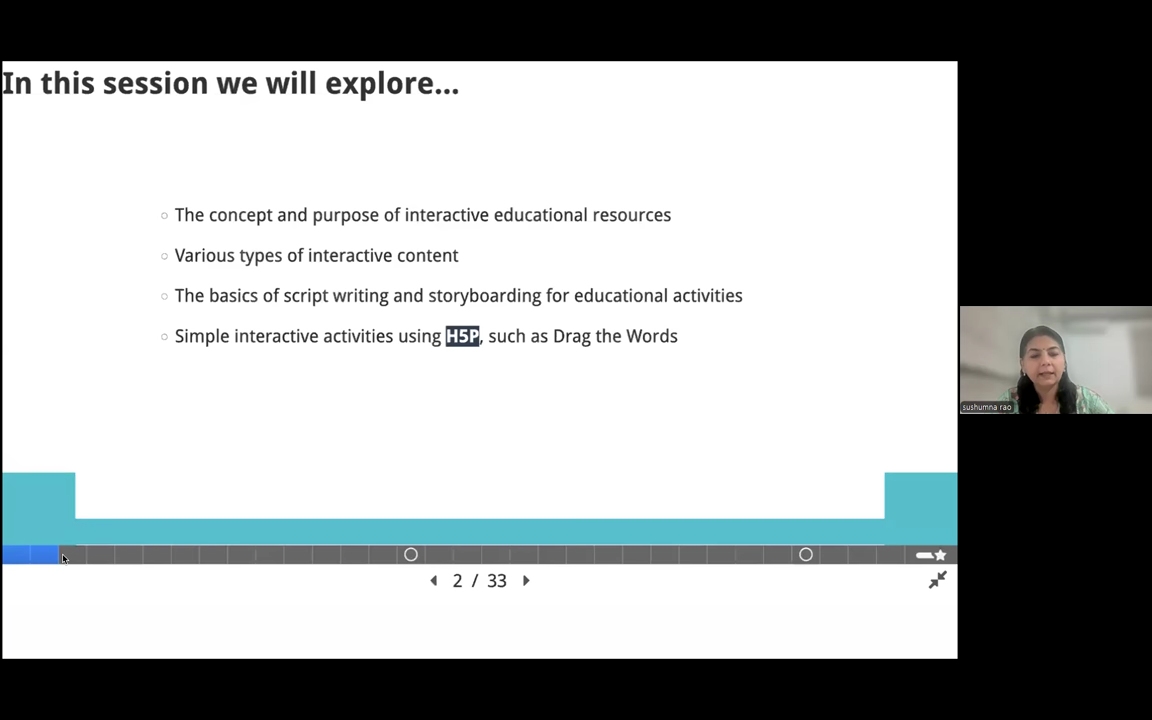 In this session we will explore...
The concept and purpose of interactive educational resources
Various types of interactive content
The basics of script writing and storyboarding for educational activities
Simple interactive activities using H5P, such as Drag the Words
sushumna rao
2 / 33